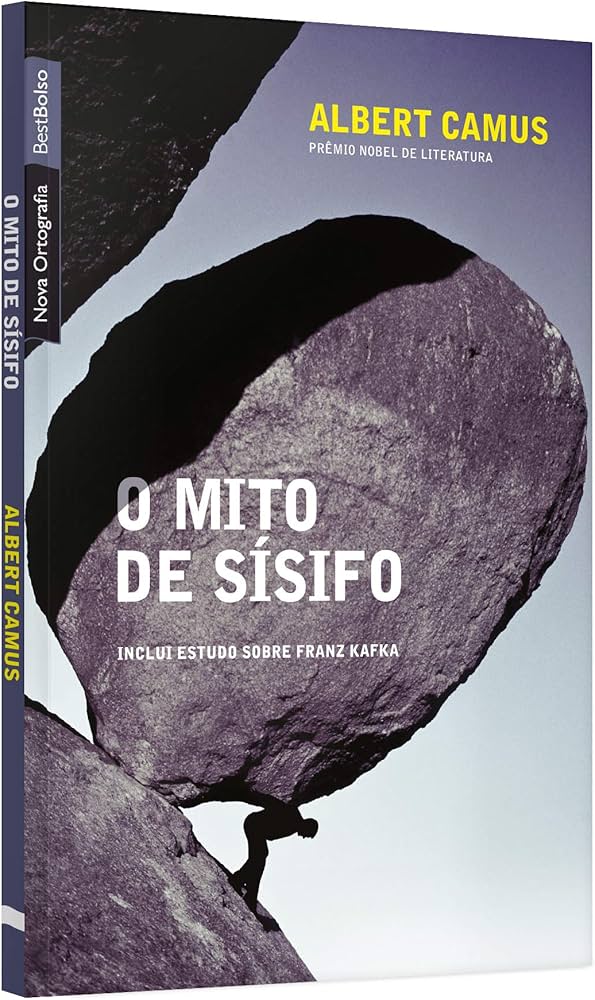 ALBERT CAMUS
PRÊMIO NOBEL DE LITERATURA
O MITO
DE SÍSIFO
INCLUI ESTUDO SOBRE FRANZ KAFKA
BestBolso
Nova Ortografia
O MITO DE SÍSIFO
ALBERT CAMUS